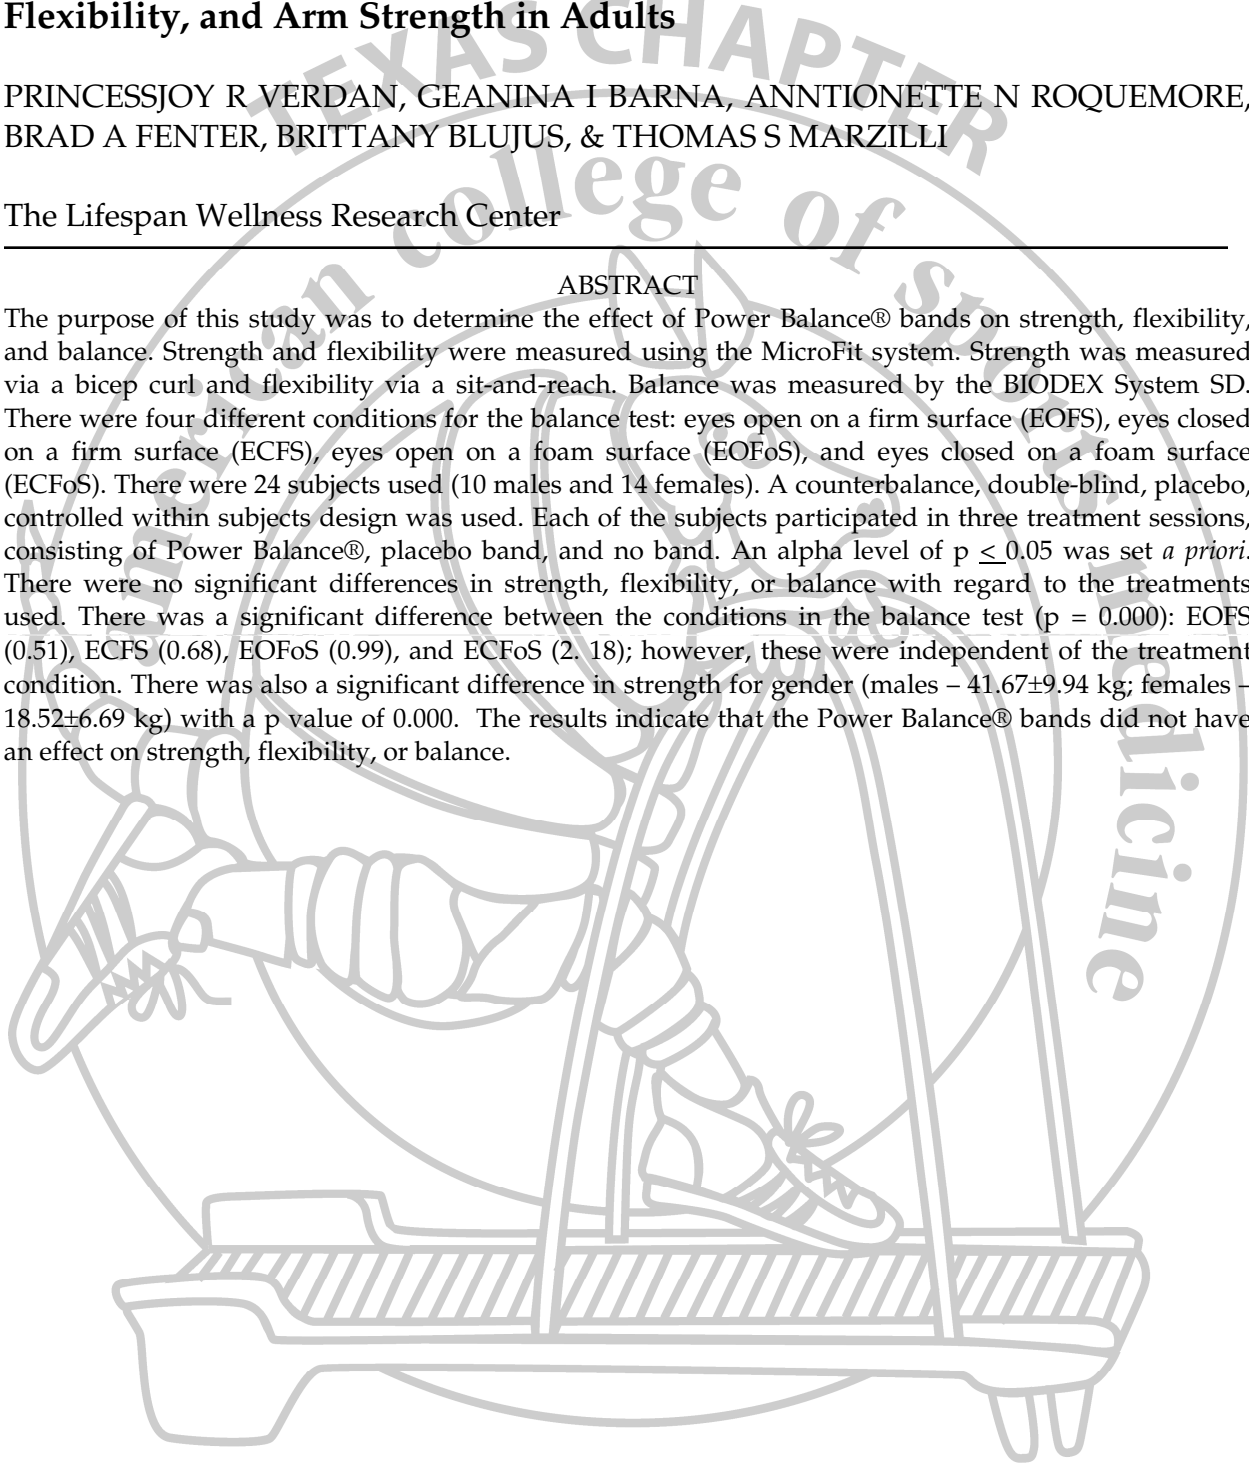 Flexibility, and Arm Strength in Adults
PRINCESSJOY R VERDAN, GEANINA I BARNA, ANNTIONETTE N ROQUEMORE,
BRAD A FENTER, BRITTANY BLUJUS, & THOMAS S MARZILLI
The Lifespan Wellness Research Center
ABSTRACT
The purpose of this study was to determine the effect of Power Balance® bands on strength, flexibility,
and balance. Strength and flexibility were measured using the MicroFit system. Strength was measured
via a bicep curl and flexibility via a sit-and-reach. Balance was measured by the BIODEX System SD.
There were four different conditions for the balance test: eyes open on a firm surface (EOFS), eyes closed
on a firm surface (ECFS), eyes open on a foam surface (EOFoS), and eyes closed on a foam surface
(ECFoS). There were 24 subjects used (10 males and 14 females). A counterbalance, double-blind, placebo,
controlled within subjects design was used. Each of the subjects participated in three treatment sessions,
consisting of Power Balance®, placebo band, and no band. An alpha level of p < 0.05 was set a priori.
There were no significant differences in strength, flexibility, or balance with regard to the treatments
used. There was a significant difference between the conditions in the balance test (p = 0.000): EOFS
(0.51), ECFS (0.68), EOFoS (0.99), and ECFoS (2. 18); however, these were independent of the treatment
condition. There was also a significant difference in strength for gender (males – 41.67±9.94 kg; females –
18.52±6.69 kg) with a p value of 0.000. The results indicate that the Power Balance® bands did not have
an effect on strength, flexibility, or balance.
TEXAS CHAPTER
american college of sports medicine